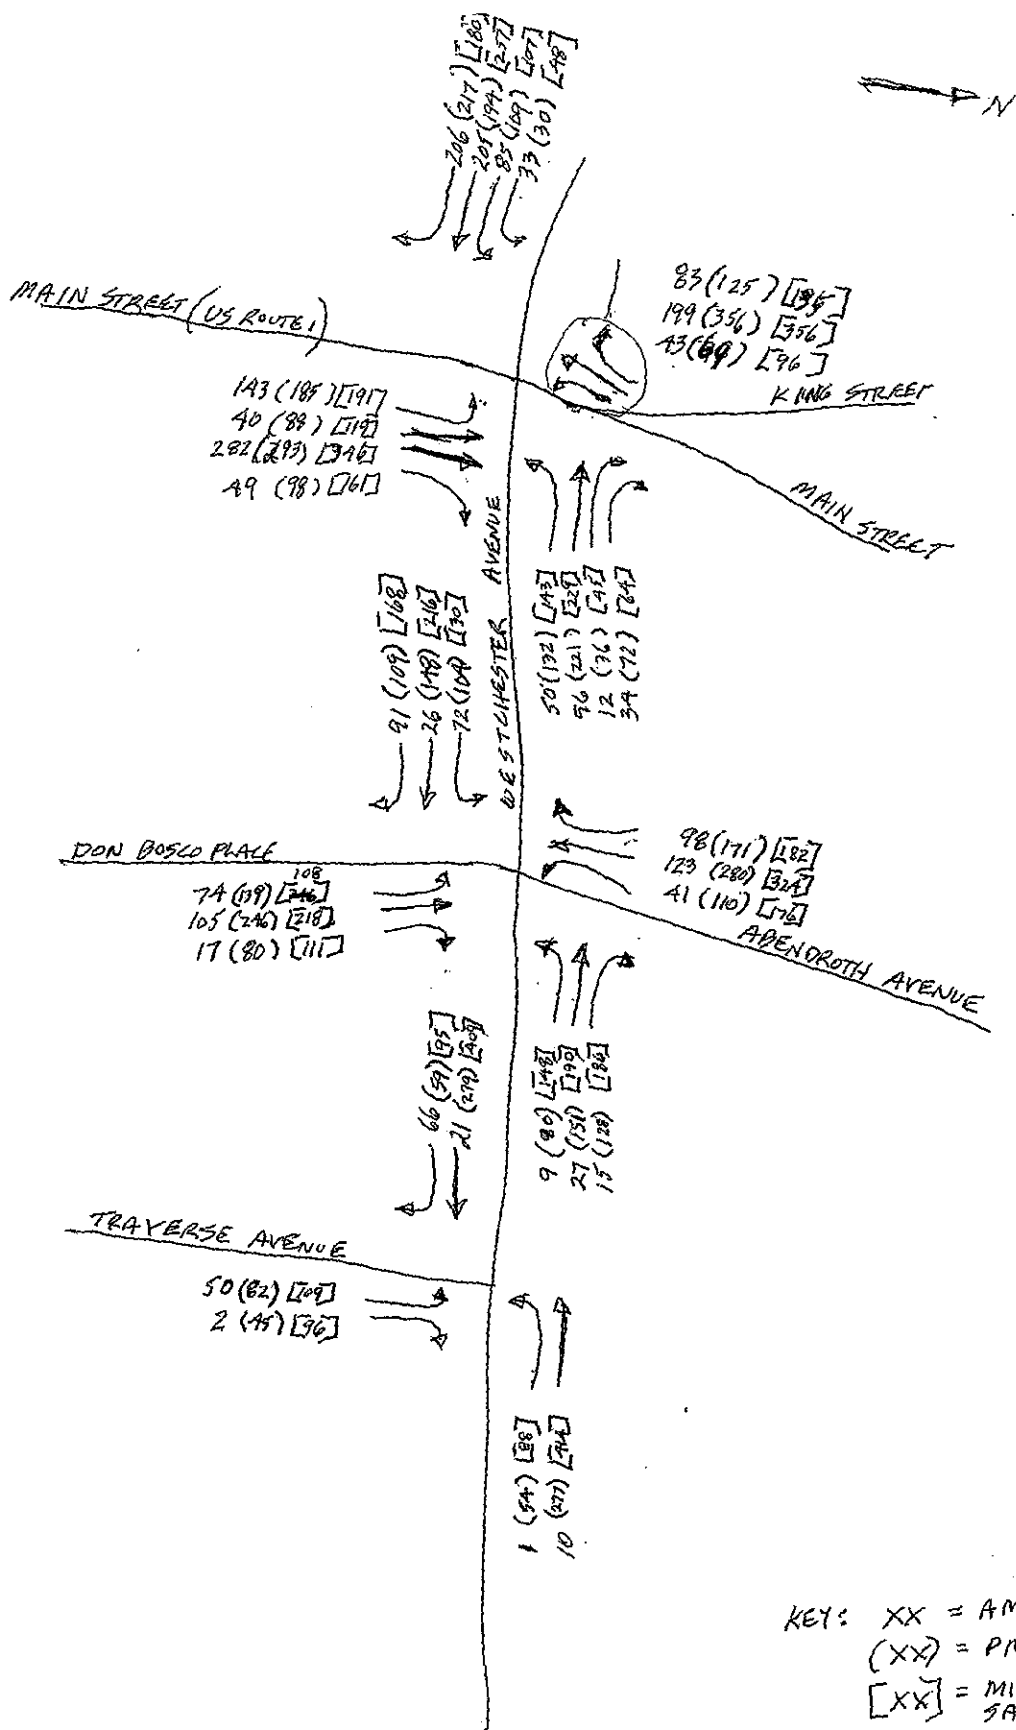 206 (217) [180]
205 (194) [257]
85 (109) [107]
33 (30) [48]
N
MAIN STREET (US ROUTE 1)
83 (125) [135]
199 (356) [356]
43 (69) [96]
KING STREET
143 (185) [191]
40 (88) [119]
282 (293) [346]
49 (98) [161]
MAIN STREET
WESTCHESTER AVENUE
91 (109) [168]
26 (148) [216]
72 (104) [130]
50 (132) [143]
96 (221) [229]
12 (36) [45]
34 (72) [64]
DON BOSCO PLACE
108
74 (139)
105 (246) [218]
17 (80) [111]
98 (171) [182]
123 (280) [324]
41 (110) [176]
ABENDROTH AVENUE
66 (59) [95]
21 (279) [409]
9 (80) [148]
27 (151) [190]
15 (128) [186]
TRAVERSE AVENUE
50 (82) [109]
2 (45) [96]
1 (54) [88]
10 (277) [414]
KEY: XX = AM
(XX) = PM
[XX] = MI
SA